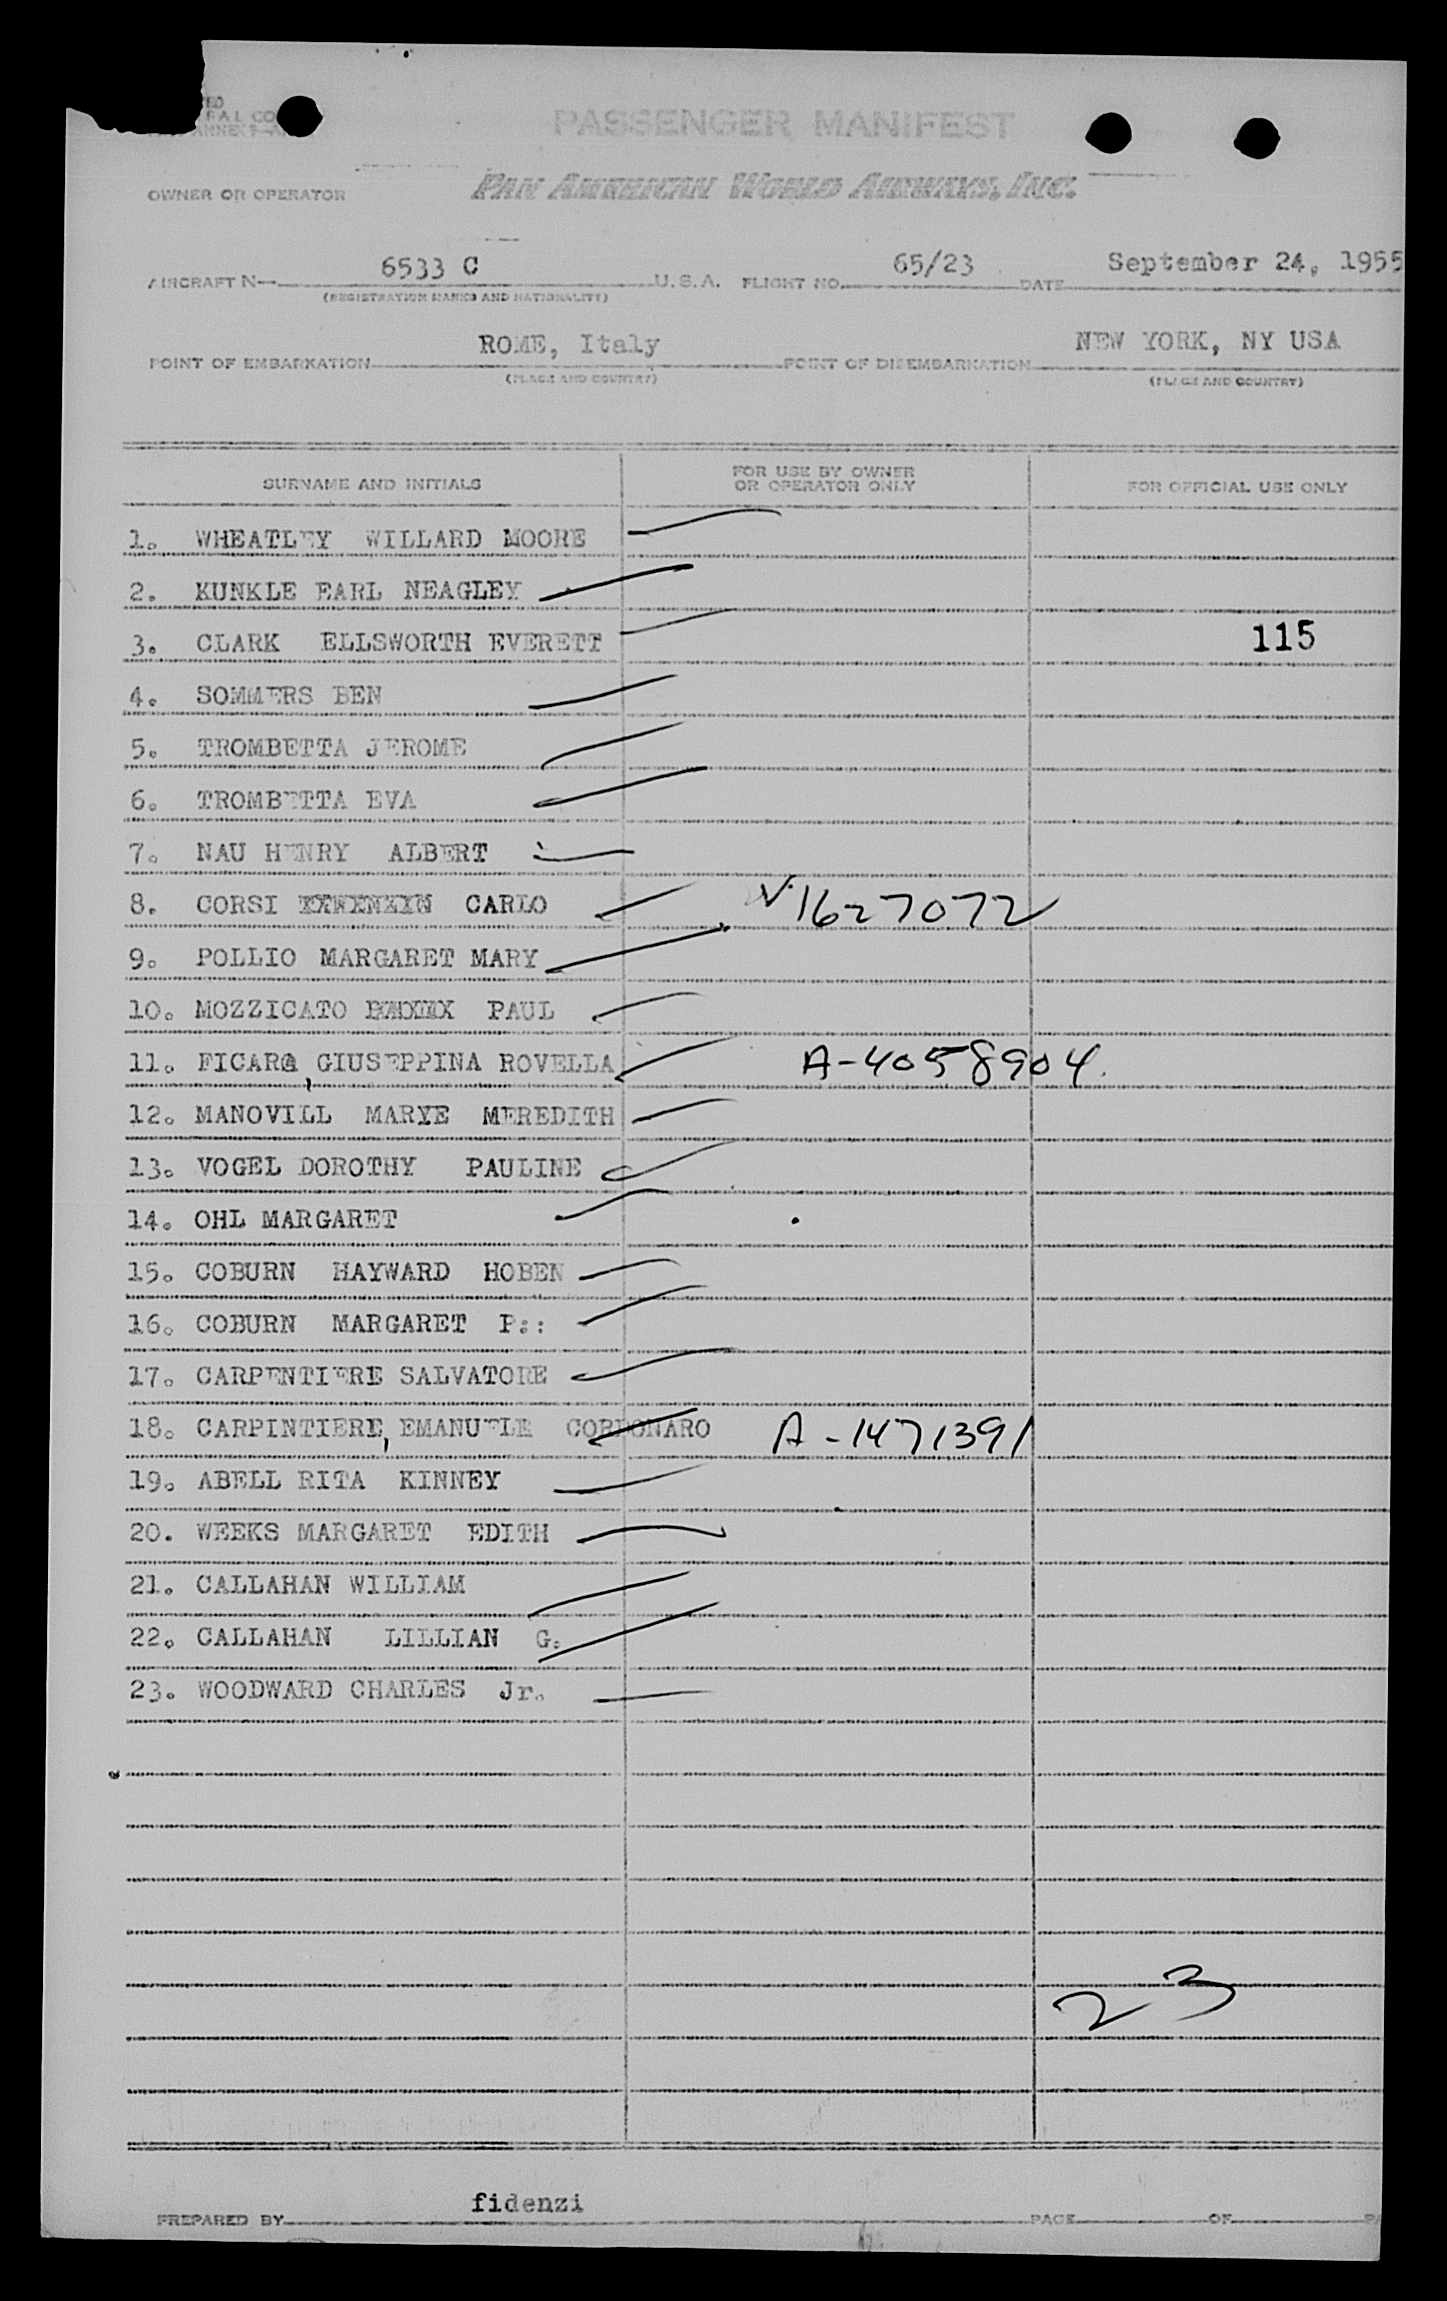 PASSENGER MANIFEST
OWNER OR OPERATOR PAN AMERICAN WORLD AIRWAYS, INC.
AIRCRAFT N- 6533 C U.S.A. FLIGHT NO. 65/23 DATE September 24, 1955
(REGISTRATION MARKS AND NATIONALITY)
POINT OF EMBARKATION ROME, Italy POINT OF DISEMBARKATION NEW YORK, NY USA
(PLACE AND COUNTRY) (PLACE AND COUNTRY)
SURNAME AND INITIALS FOR USE BY OWNER OR OPERATOR ONLY FOR OFFICIAL USE ONLY
1. WHEATLEY WILLARD MOORE
2. KUNKLE EARL NEAGLEY
3. CLARK ELLSWORTH EVERETT 115
4. SOMMERS BEN
5. TROMBETTA JEROME
6. TROMBETTA EVA
7. NAU HENRY ALBERT
8. CORSI CARLO V-1627072
9. POLLIO MARGARET MARY
10. MOZZICATO PAUL
11. FICARA, GIUSEPPINA ROVELLA A-4058904
12. MANOVILL MARYE MEREDITH
13. VOGEL DOROTHY PAULINE
14. OHL MARGARET
15. COBURN HAYWARD HOBEN
16. COBURN MARGARET P::
17. CARPENTIERE SALVATORE
18. CARPINTIERE, EMANUELE CORDONARO A-1471391
19. ABELL RITA KINNEY
20. WEEKS MARGARET EDITH
21. CALLAHAN WILLIAM
22. CALLAHAN LILLIAN G.
23. WOODWARD CHARLES Jr.
23
PREPARED BY fidenzi PAGE OF